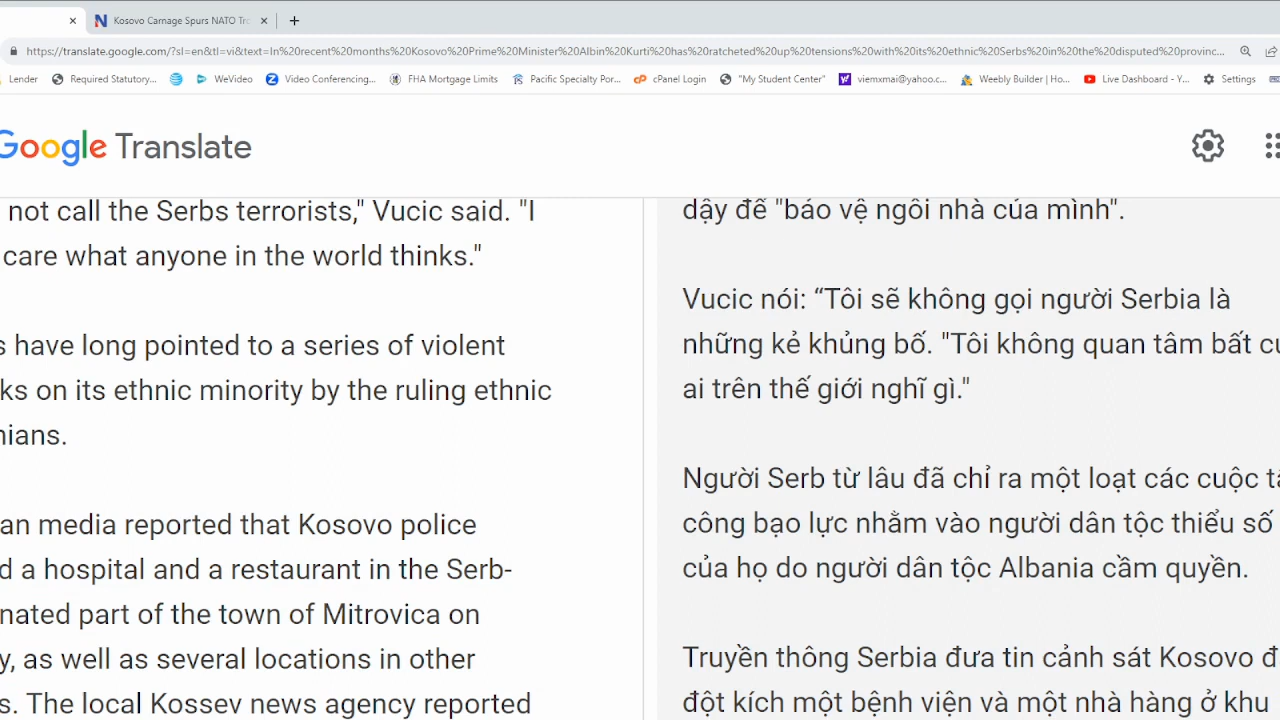 Kosovo Carnage Spurs NATO Tr
https://translate.google.com/?sl=en&tl=vi&text=In%20recent%20months%20Kosovo%20Prime%20Minister%20Albin%20Kurti%20has%20ratcheted%20up%20tensions%20with%20its%20ethnic%20Serbs%20in%20the%20disputed%20provinc...
Lender Required Statutory... WeVideo Video Conferencing... FHA Mortgage Limits Pacific Specialty Por... cPanel Login "My Student Center" viemxmai@yahoo.c... Weebly Builder | Ho... Live Dashboard - Y... Settings
Google Translate
not call the Serbs terrorists," Vucic said. "I
care what anyone in the world thinks."
s have long pointed to a series of violent
ks on its ethnic minority by the ruling ethnic
nians.
an media reported that Kosovo police
d a hospital and a restaurant in the Serb-
nated part of the town of Mitrovica on
y, as well as several locations in other
s. The local Kossev news agency reported
dậy để "bảo vệ ngôi nhà của mình".
Vucic nói: “Tôi sẽ không gọi người Serbia là
những kẻ khủng bố. "Tôi không quan tâm bất cứ
ai trên thế giới nghĩ gì."
Người Serb từ lâu đã chỉ ra một loạt các cuộc tấ
công bạo lực nhằm vào người dân tộc thiểu số
của họ do người dân tộc Albania cầm quyền.
Truyền thông Serbia đưa tin cảnh sát Kosovo đ
đột kích một bệnh viện và một nhà hàng ở khu